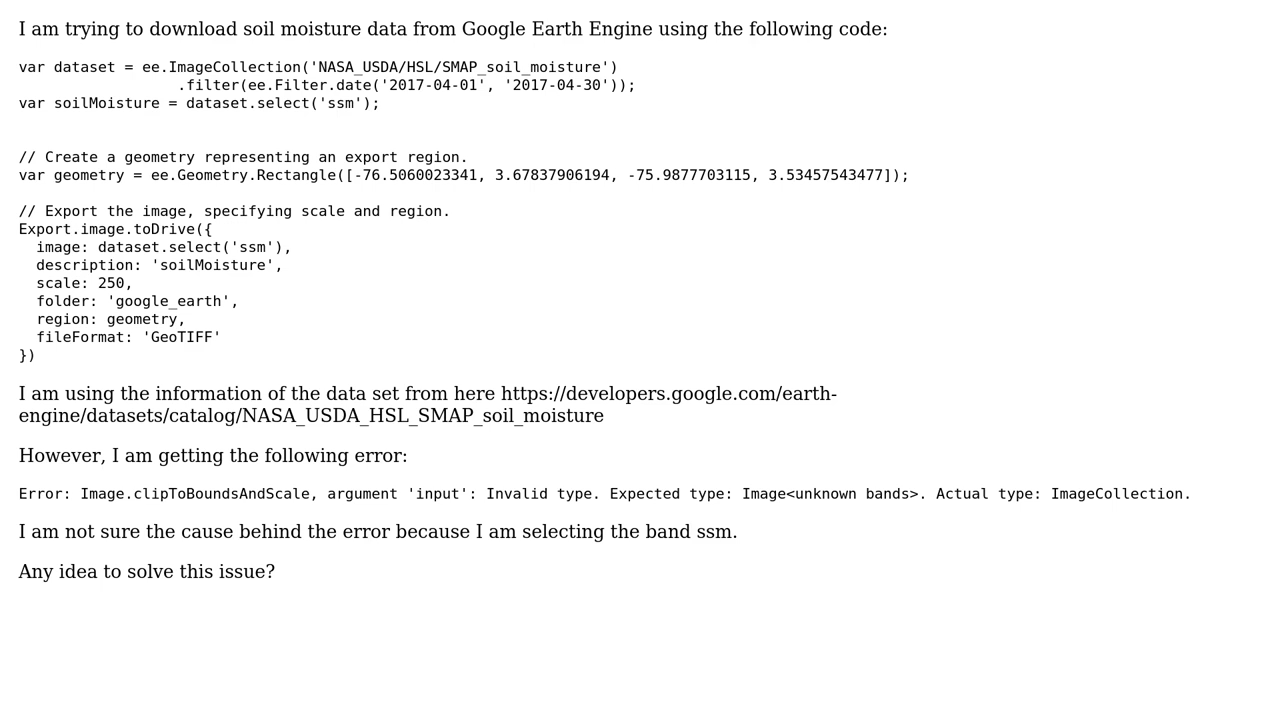 I am trying to download soil moisture data from Google Earth Engine using the following code:
var dataset = ee.ImageCollection('NASA_USDA/HSL/SMAP_soil_moisture')
                  .filter(ee.Filter.date('2017-04-01', '2017-04-30'));
var soilMoisture = dataset.select('ssm');
// Create a geometry representing an export region.
var geometry = ee.Geometry.Rectangle([-76.5060023341, 3.67837906194, -75.9877703115, 3.53457543477]);
// Export the image, specifying scale and region.
Export.image.toDrive({
  image: dataset.select('ssm'),
  description: 'soilMoisture',
  scale: 250,
  folder: 'google_earth',
  region: geometry,
  fileFormat: 'GeoTIFF'
})
I am using the information of the data set from here https://developers.google.com/earth-
engine/datasets/catalog/NASA_USDA_HSL_SMAP_soil_moisture
However, I am getting the following error:
Error: Image.clipToBoundsAndScale, argument 'input': Invalid type. Expected type: Image<unknown bands>. Actual type: ImageCollection.
I am not sure the cause behind the error because I am selecting the band ssm.
Any idea to solve this issue?